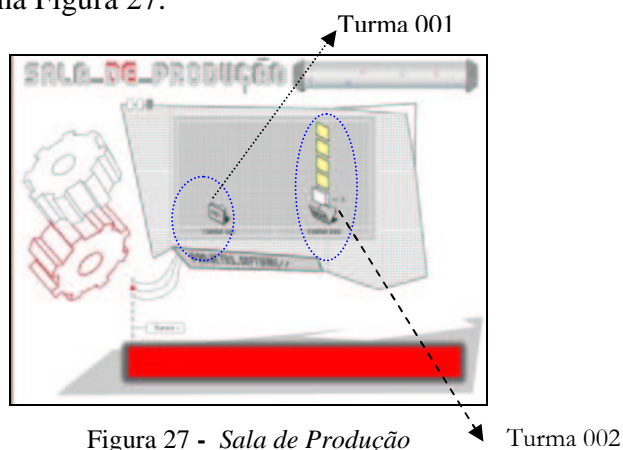 na Figura 27.
Turma 001
SALA_DE_PRODUÇÃO
Figura 27 - Sala de Produção
Turma 002